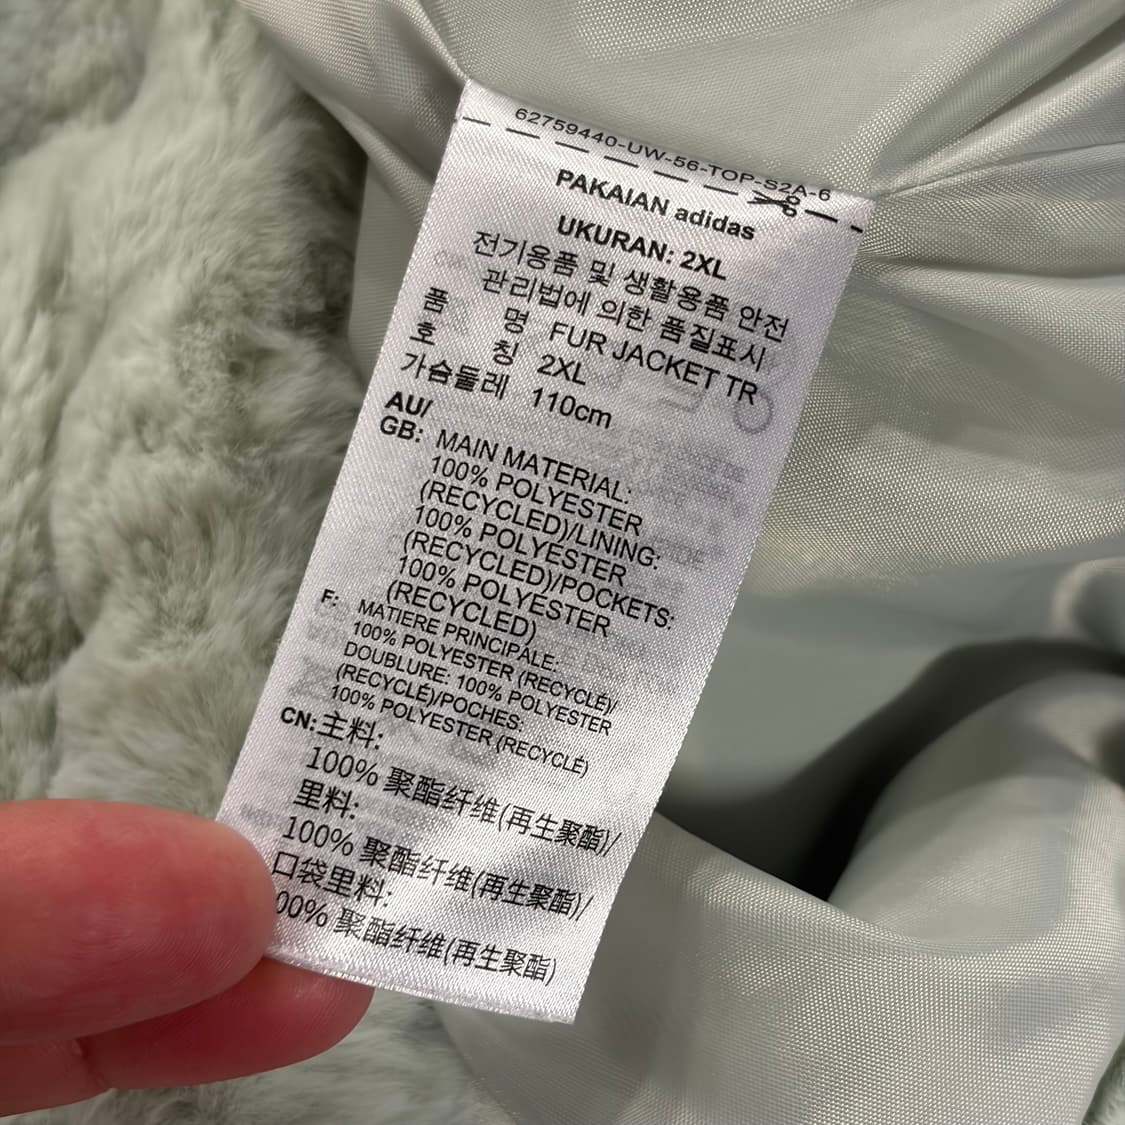 62759440-UW-56-TOP-S2A-6
PAKAIAN adidas
UKURAN: 2XL
전기용품 및 생활용품 안전
관리법에 의한 품질표시
품 명 FUR JACKET TR
호 칭 2XL
가슴둘레 110cm
AU/
GB: MAIN MATERIAL:
100% POLYESTER
(RECYCLED)/LINING:
100% POLYESTER
(RECYCLED)/POCKETS:
100% POLYESTER
(RECYCLED)
F: MATIERE PRINCIPALE:
100% POLYESTER (RECYCLÉ)/
DOUBLURE: 100% POLYESTER
(RECYCLÉ)/POCHES:
100% POLYESTER (RECYCLÉ)
CN: 主料:
100% 聚酯纤维(再生聚酯)/
里料:
100% 聚酯纤维(再生聚酯)/
口袋里料:
00% 聚酯纤维(再生聚酯)